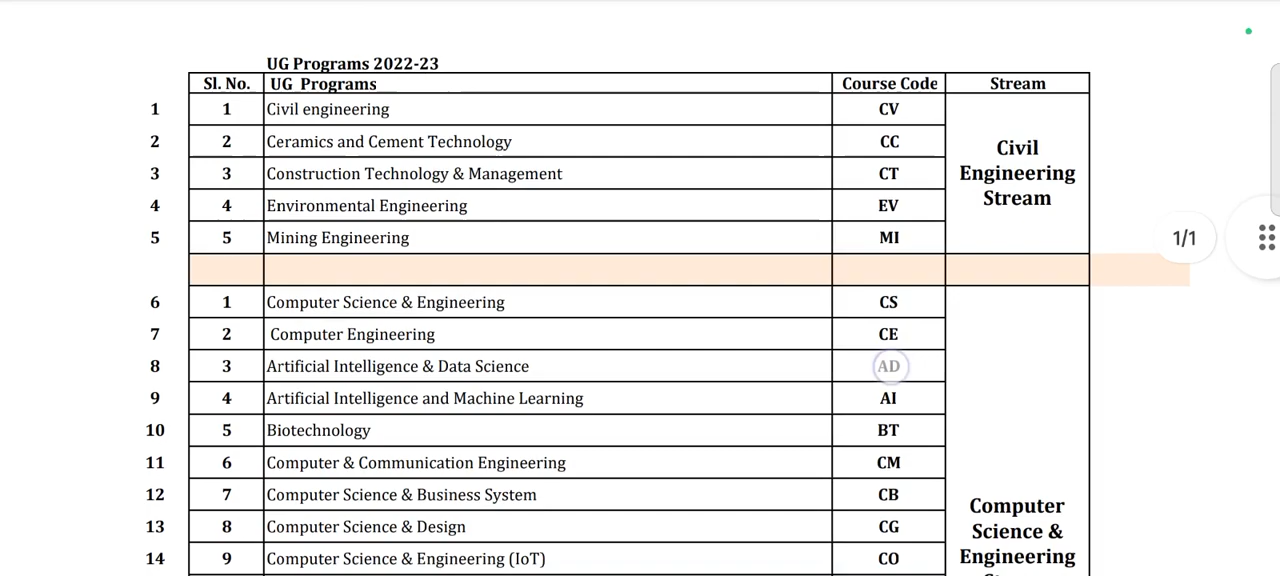 UG Programs 2022-23
Sl. No. UG Programs Course Code Stream
1 1 Civil engineering CV
2 2 Ceramics and Cement Technology CC
3 3 Construction Technology & Management CT
4 4 Environmental Engineering EV
5 5 Mining Engineering MI
Civil
Engineering
Stream
1/1
6 1 Computer Science & Engineering CS
7 2 Computer Engineering CE
8 3 Artificial Intelligence & Data Science AD
9 4 Artificial Intelligence and Machine Learning AI
10 5 Biotechnology BT
11 6 Computer & Communication Engineering CM
12 7 Computer Science & Business System CB
13 8 Computer Science & Design CG
14 9 Computer Science & Engineering (IoT) CO
Computer
Science &
Engineering